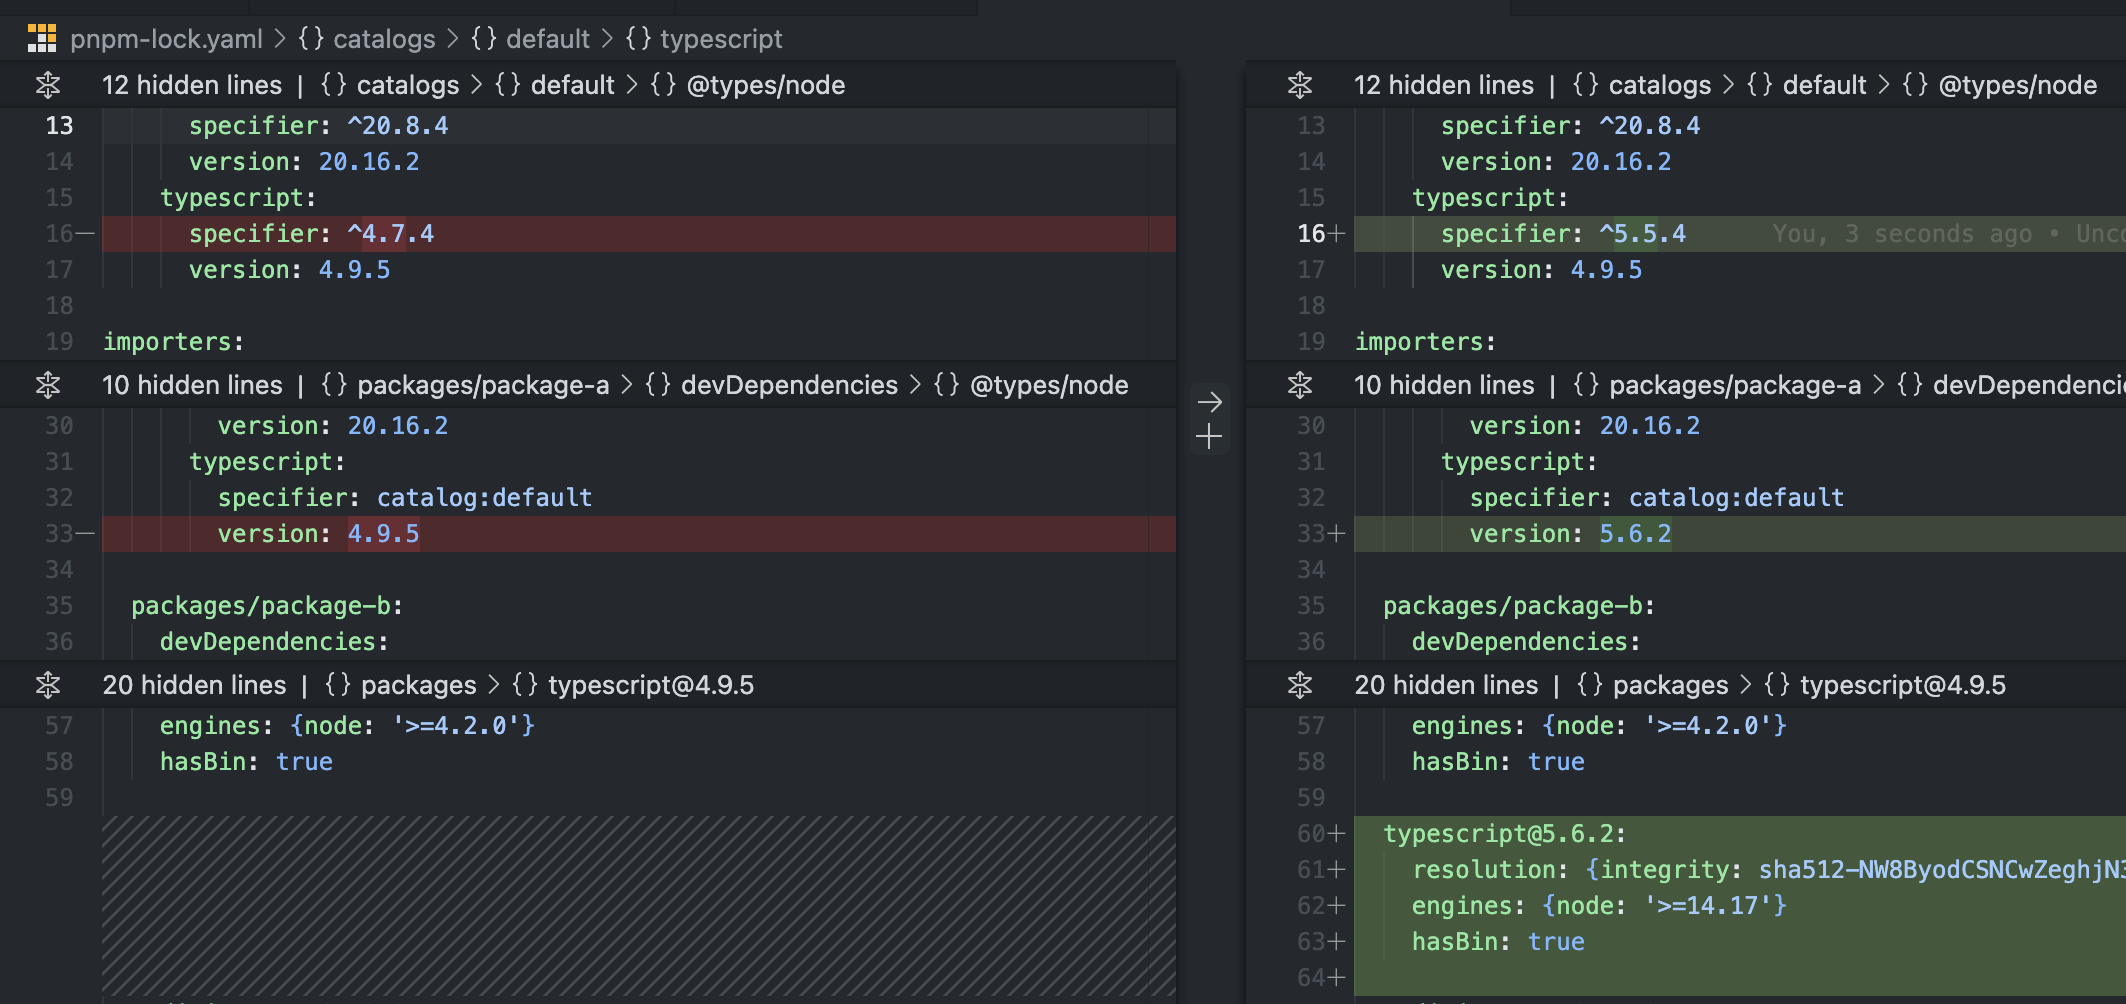 pnpm-lock.yaml > {} catalogs > {} default > {} typescript
12 hidden lines | {} catalogs > {} default > {} @types/node
13 specifier: ^20.8.4
14 version: 20.16.2
15 typescript:
16— specifier: ^4.7.4
17 version: 4.9.5
18
19 importers:
10 hidden lines | {} packages/package-a > {} devDependencies > {} @types/node
30 version: 20.16.2
31 typescript:
32 specifier: catalog:default
33— version: 4.9.5
34
35 packages/package-b:
36 devDependencies:
20 hidden lines | {} packages > {} typescript@4.9.5
57 engines: {node: '>=4.2.0'}
58 hasBin: true
59
12 hidden lines | {} catalogs > {} default > {} @types/node
13 specifier: ^20.8.4
14 version: 20.16.2
15 typescript:
16+ specifier: ^5.5.4 You, 3 seconds ago • Unco
17 version: 4.9.5
18
19 importers:
10 hidden lines | {} packages/package-a > {} devDependenci
30 version: 20.16.2
31 typescript:
32 specifier: catalog:default
33+ version: 5.6.2
34
35 packages/package-b:
36 devDependencies:
20 hidden lines | {} packages > {} typescript@4.9.5
57 engines: {node: '>=4.2.0'}
58 hasBin: true
59
60+ typescript@5.6.2:
61+ resolution: {integrity: sha512-NW8ByodCSNCwZeghjN3
62+ engines: {node: '>=14.17'}
63+ hasBin: true
64+